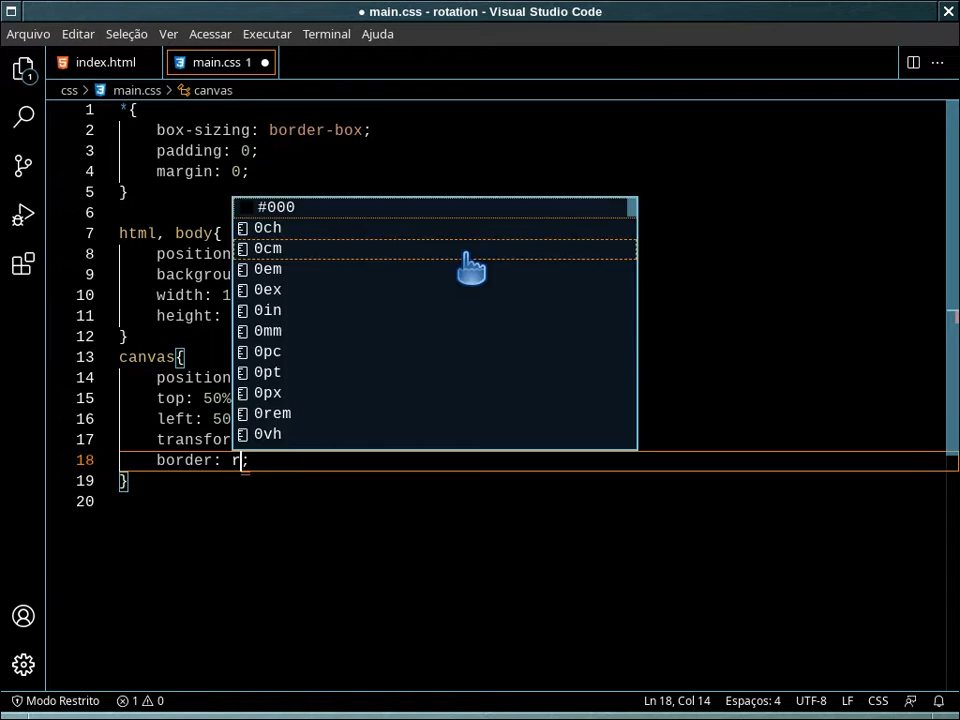 ● main.css - rotation - Visual Studio Code
Arquivo Editar Seleção Ver Acessar Executar Terminal Ajuda
index.html main.css 1 ●
css > main.css > canvas
1 *{
2 box-sizing: border-box;
3 padding: 0;
4 margin: 0;
5 }
6
7 html, body{
8 position
9 backgrou
10 width: 1
11 height:
12 }
13 canvas{
14 position
15 top: 50%
16 left: 50
17 transfor
18 border: r;
19 }
20
#000
0ch
0cm
0em
0ex
0in
0mm
0pc
0pt
0px
0rem
0vh
1
Modo Restrito 1 0 Ln 18, Col 14 Espaços: 4 UTF-8 LF CSS